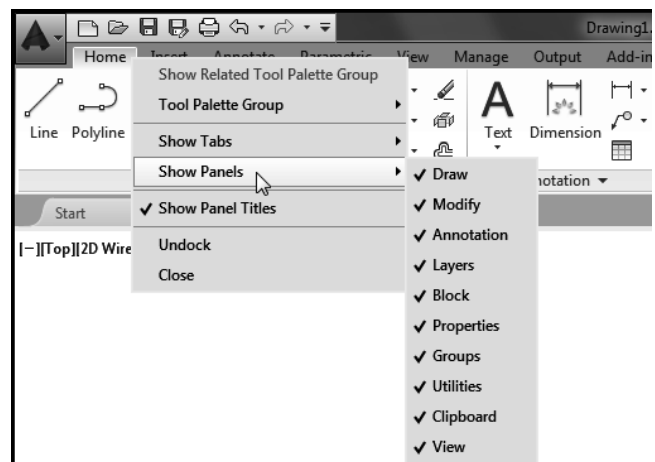 Drawing1.
Home Insert Annotate Parametric View Manage Output Add-in
Show Related Tool Palette Group
Tool Palette Group
Show Tabs
Show Panels
Show Panel Titles
Undock
Close
Line Polyline
A
Text Dimension
notation
Start
[−][Top][2D Wire
Draw
Modify
Annotation
Layers
Block
Properties
Groups
Utilities
Clipboard
View